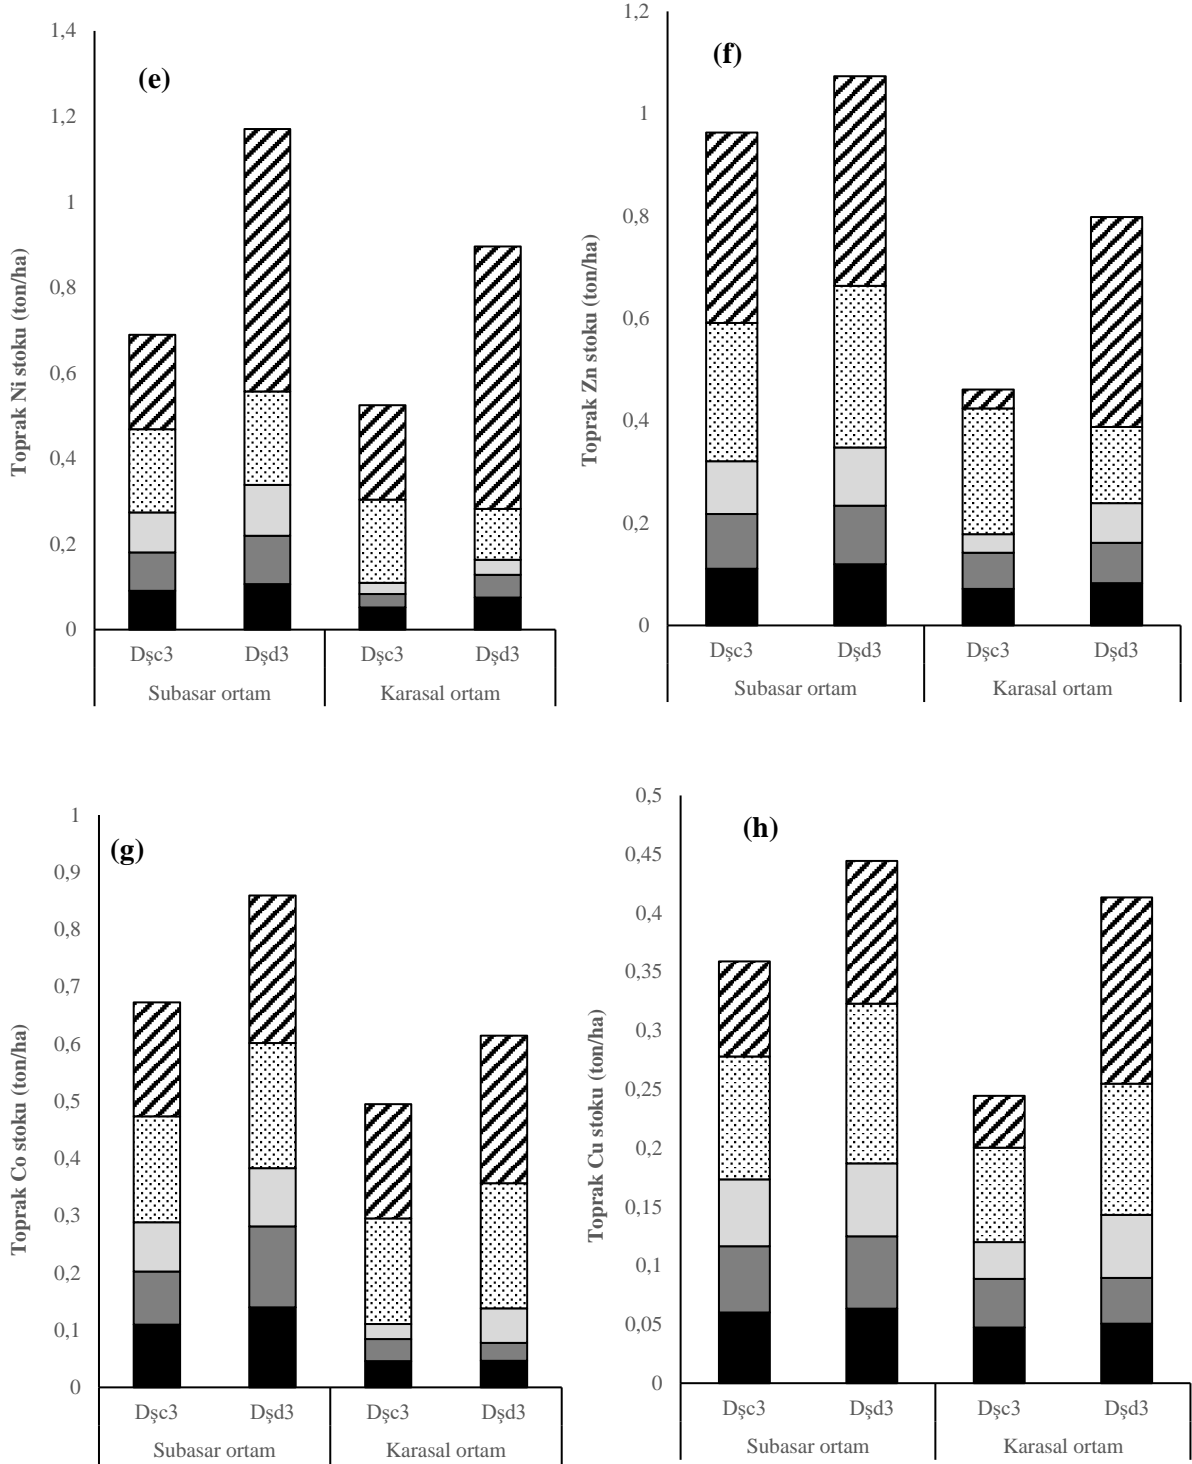 (e)
Toprak Ni stoku (ton/ha)
1,4
1,2
1
0,8
0,6
0,4
0,2
0
Dşc3 Dşd3 Dşc3 Dşd3
Subasar ortam Karasal ortam
(f)
Toprak Zn stoku (ton/ha)
1,2
1
0,8
0,6
0,4
0,2
0
Dşc3 Dşd3 Dşc3 Dşd3
Subasar ortam Karasal ortam
(g)
Toprak Co stoku (ton/ha)
1
0,9
0,8
0,7
0,6
0,5
0,4
0,3
0,2
0,1
0
Dşc3 Dşd3 Dşc3 Dşd3
Subasar ortam Karasal ortam
(h)
Toprak Cu stoku (ton/ha)
0,5
0,45
0,4
0,35
0,3
0,25
0,2
0,15
0,1
0,05
0
Dşc3 Dşd3 Dşc3 Dşd3
Subasar ortam Karasal ortam